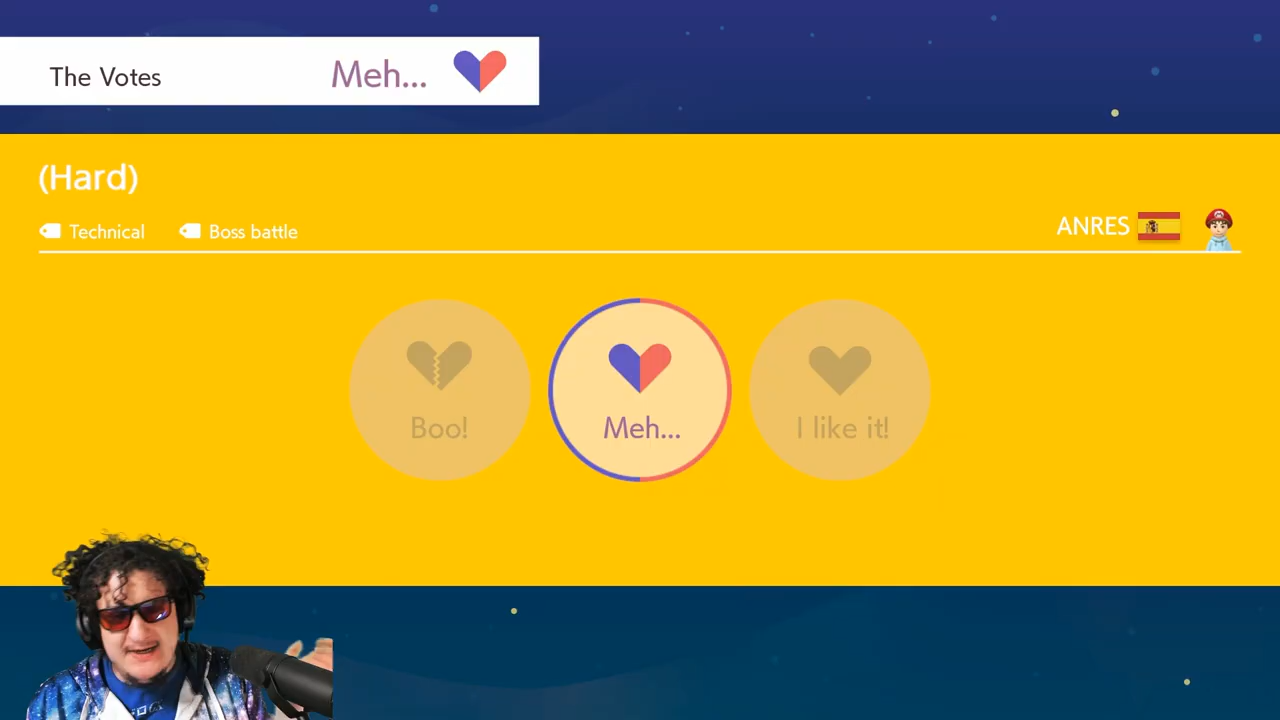 The Votes Meh...
(Hard)
Technical Boss battle ANRES
Boo! Meh... I like it!